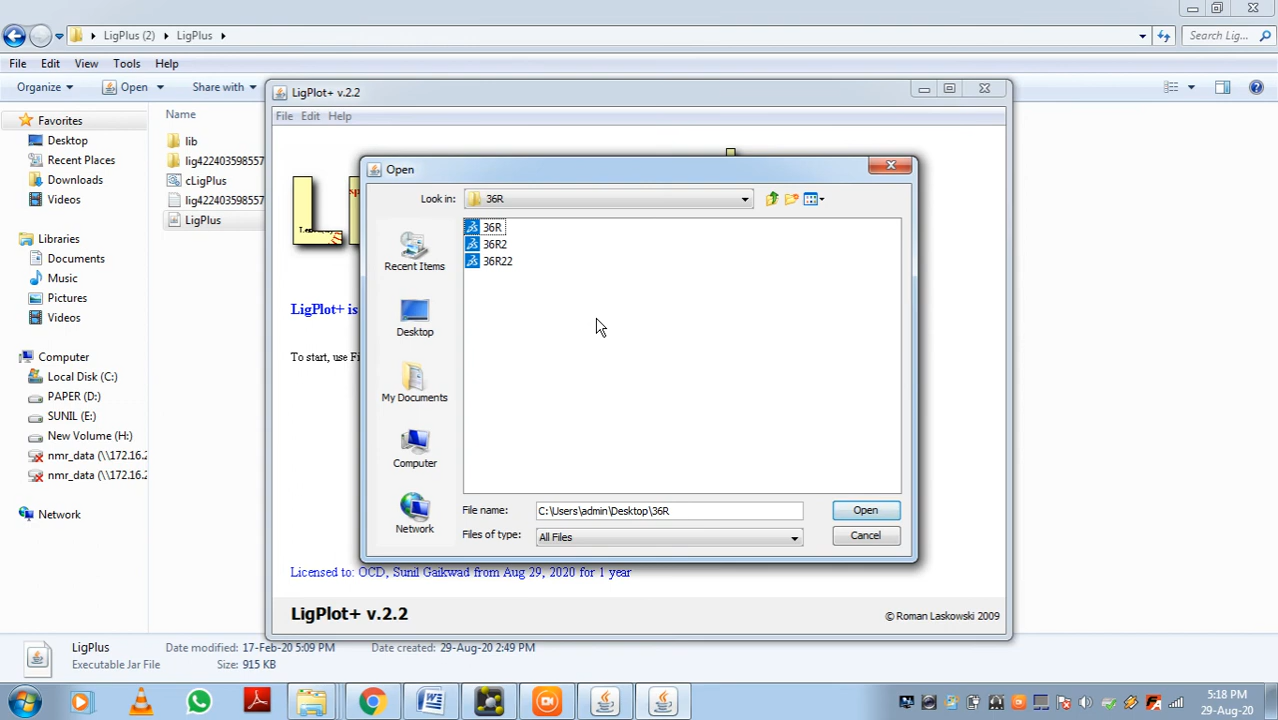 LigPlus (2) LigPlus
Search Lig...
File Edit View Tools Help
Organize Open Share with
Favorites
Desktop
Recent Places
Downloads
Videos
Libraries
Documents
Music
Pictures
Videos
Computer
Local Disk (C:)
PAPER (D:)
SUNIL (E:)
New Volume (H:)
nmr_data (\\172.16.2
nmr_data (\\172.16.2
Network
Name
lib
lig422403598557
cLigPlus
lig422403598557
LigPlus
LigPlot+ v.2.2
File Edit Help
LigPlot+ is
To start, use Fi
Open
Look in: 36R
36R
36R2
36R22
Recent Items
Desktop
My Documents
Computer
Network
File name: C:\Users\admin\Desktop\36R Open
Files of type: All Files Cancel
Licensed to: OCD, Sunil Gaikwad from Aug 29, 2020 for 1 year
LigPlot+ v.2.2 © Roman Laskowski 2009
LigPlus Date modified: 17-Feb-20 5:09 PM Date created: 29-Aug-20 2:49 PM
Executable Jar File Size: 915 KB
5:18 PM
29-Aug-20